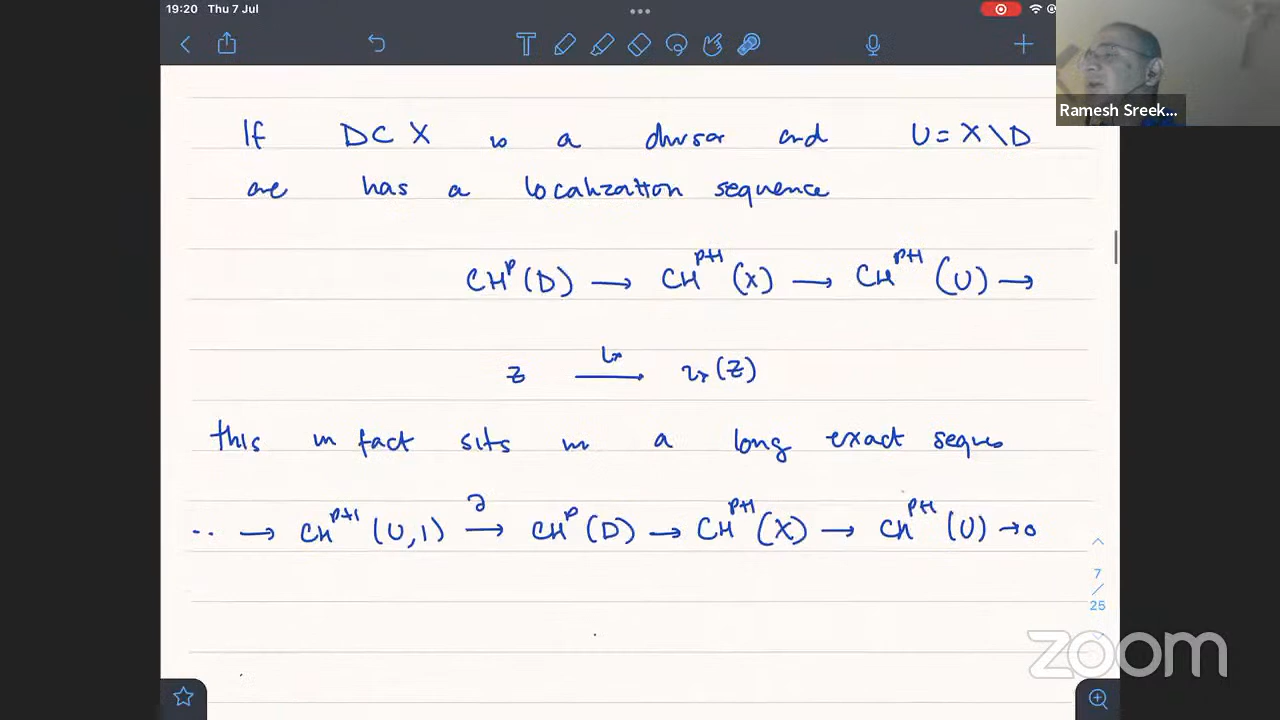 19:20 Thu 7 Jul
Ramesh Sreek...
If D ⊂ X is a divisor and U = X \ D
one has a localization sequence
CH^p(D) → CH^{p+1}(X) → CH^{p+1}(U) →
Z —ι_*→ ι_*(Z)
this in fact sits in a long exact seque
·· → CH^{p+1}(U,1) —∂→ CH^p(D) → CH^{p+1}(X) → CH^{p+1}(U) → 0
7
/
25
zoom